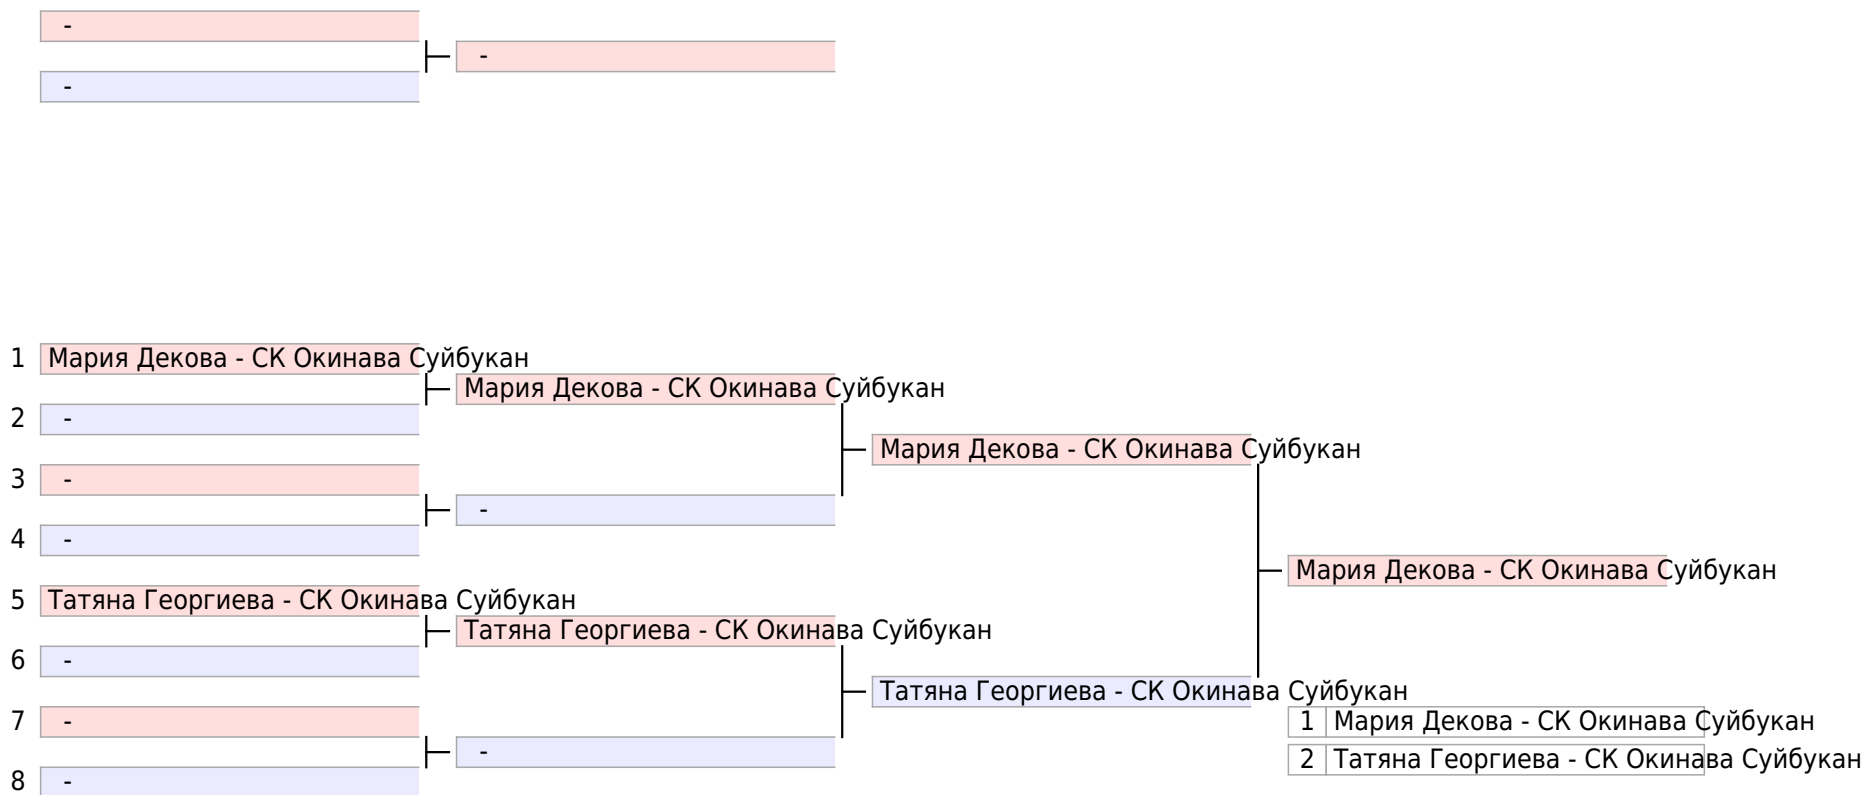 -
-
-
1 Мария Декова - СК Окинава Суйбукан
Мария Декова - СК Окинава Суйбукан
2 -
Мария Декова - СК Окинава Суйбукан
3 -
-
4 -
Мария Декова - СК Окинава Суйбукан
5 Татяна Георгиева - СК Окинава Суйбукан
Татяна Георгиева - СК Окинава Суйбукан
6 -
Татяна Георгиева - СК Окинава Суйбукан
7 -
1 Мария Декова - СК Окинава Суйбукан
-
2 Татяна Георгиева - СК Окинава Суйбукан
8 -